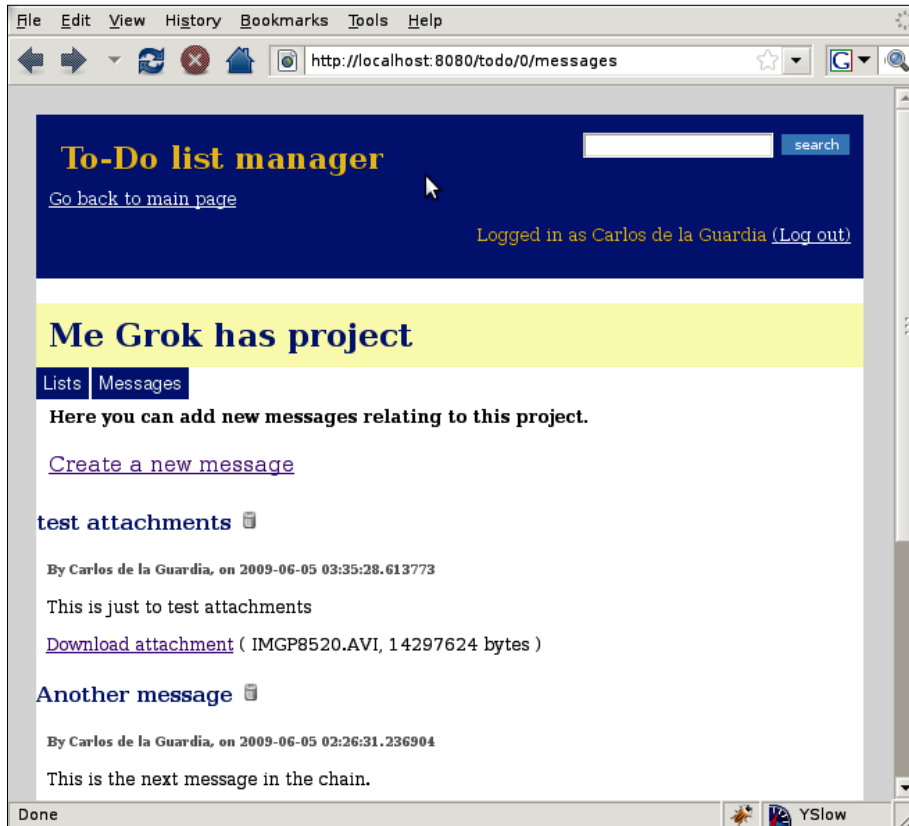 File Edit View History Bookmarks Tools Help
http://localhost:8080/todo/0/messages
G
To-Do list manager
search
Go back to main page
Logged in as Carlos de la Guardia (Log out)
Me Grok has project
Lists Messages
Here you can add new messages relating to this project.
Create a new message
test attachments
By Carlos de la Guardia, on 2009-06-05 03:35:28.613773
This is just to test attachments
Download attachment ( IMGP8520.AVI, 14297624 bytes )
Another message
By Carlos de la Guardia, on 2009-06-05 02:26:31.236904
This is the next message in the chain.
Done YSlow